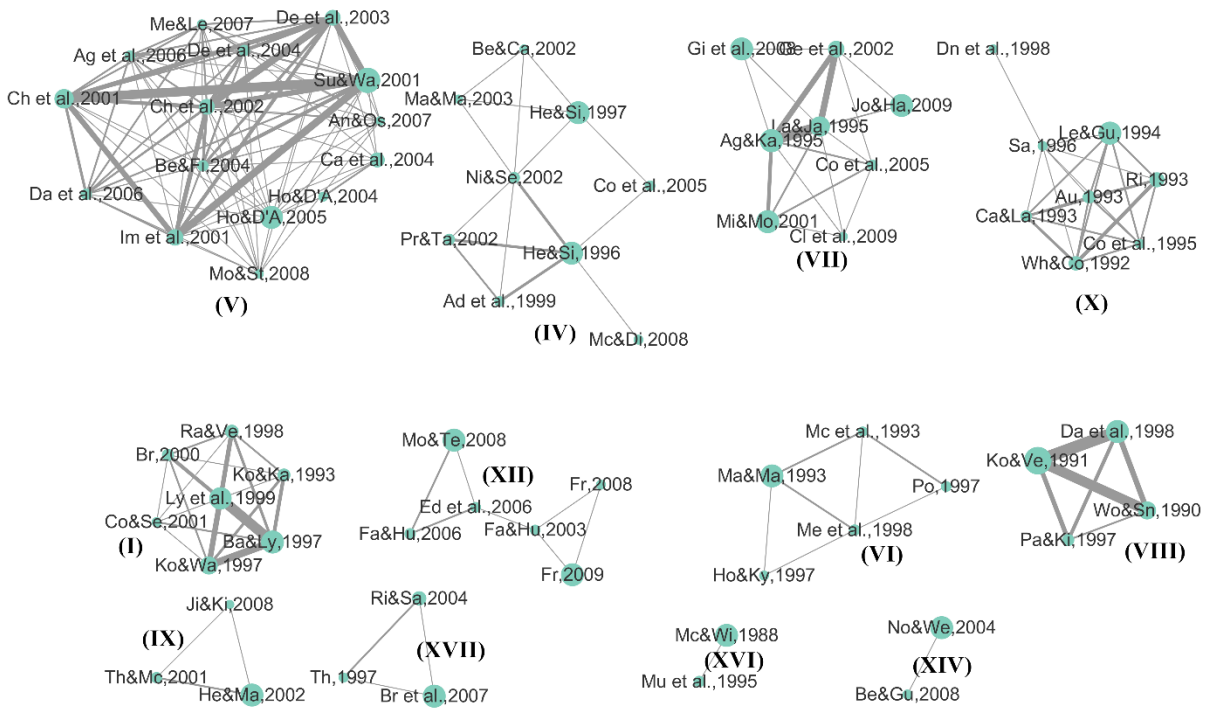 De et al.,2003
Me&Le,2007
Ag et al.,2006
De et al.,2004
Su&Wa,2001
Ch et al.,2001
Ch et al.,2002
An&Os,2007
Be&Fi,2004
Ca et al.,2004
Da et al.,2006
Ho&D'A,2004
Ho&D'A,2005
Im et al.,2001
Mo&St,2008
(V)
Be&Ca,2002
Ma&Ma,2003
He&Si,1997
Ni&Se,2002
Co et al.,2005
Pr&Ta,2002
He&Si,1996
Ad et al.,1999
(IV)
Mc&Di,2008
Gi et al.,2008
Ge et al.,2002
Jo&Ha,2009
La&Ja,1995
Ag&Ka,1995
Co et al.,2005
Mi&Mo,2001
Cl et al.,2009
(VII)
Dn et al.,1998
Le&Gu,1994
Sa,1996
Ri,1993
Au,1993
Ca&La,1993
Co et al.,1995
Wh&Co,1992
(X)
Ra&Ve,1998
Br,2000
Ko&Ka,1993
Ly et al.,1999
Co&Se,2001
(I)
Ba&Ly,1997
Ko&Wa,1997
Mo&Te,2008
(XII)
Fr,2008
Ed et al.,2006
Fa&Hu,2006
Fa&Hu,2003
Fr,2009
Mc et al.,1993
Ma&Ma,1993
Po,1997
Me et al.,1998
(VI)
Ho&Ky,1997
Da et al.,1998
Ko&Ve,1991
Wo&Sn,1990
Pa&Ki,1997
(VIII)
Ji&Ki,2008
(IX)
Th&Mc,2001
He&Ma,2002
Ri&Sa,2004
(XVII)
Th,1997
Br et al.,2007
Mc&Wi,1988
(XVI)
Mu et al.,1995
No&We,2004
(XIV)
Be&Gu,2008